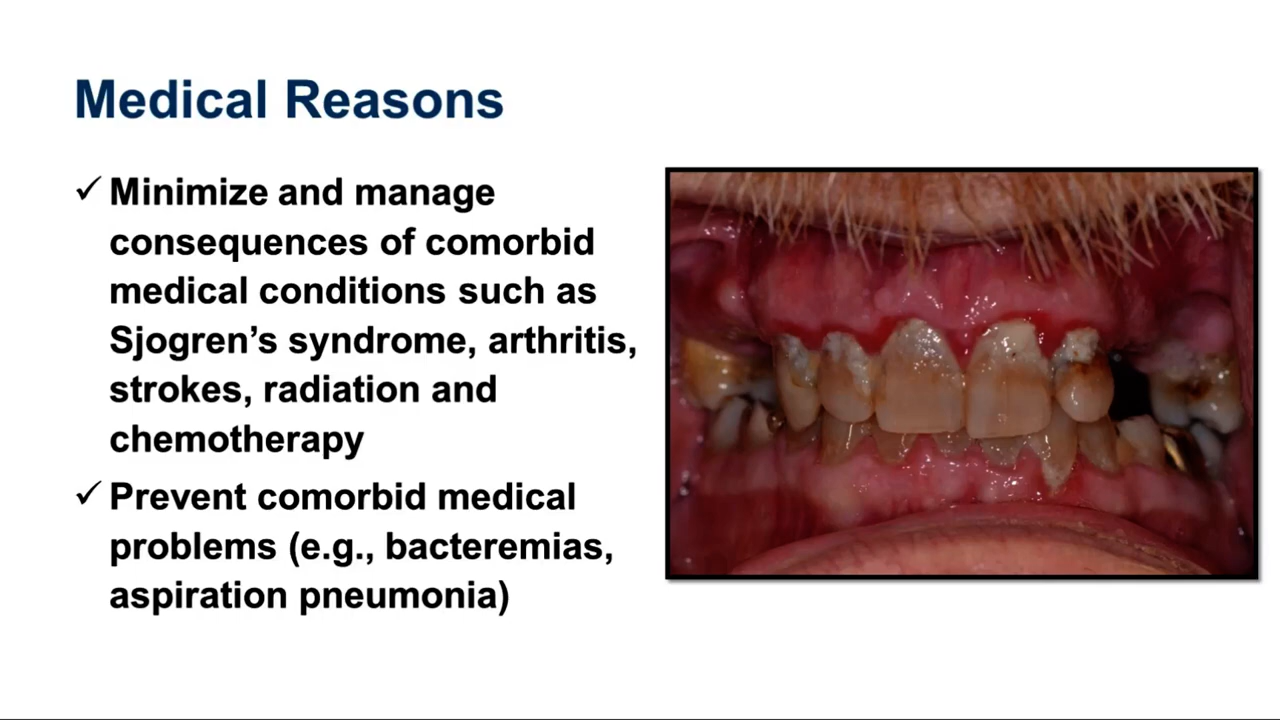 Medical Reasons
✓ Minimize and manage
consequences of comorbid
medical conditions such as
Sjogren’s syndrome, arthritis,
strokes, radiation and
chemotherapy
✓ Prevent comorbid medical
problems (e.g., bacteremias,
aspiration pneumonia)